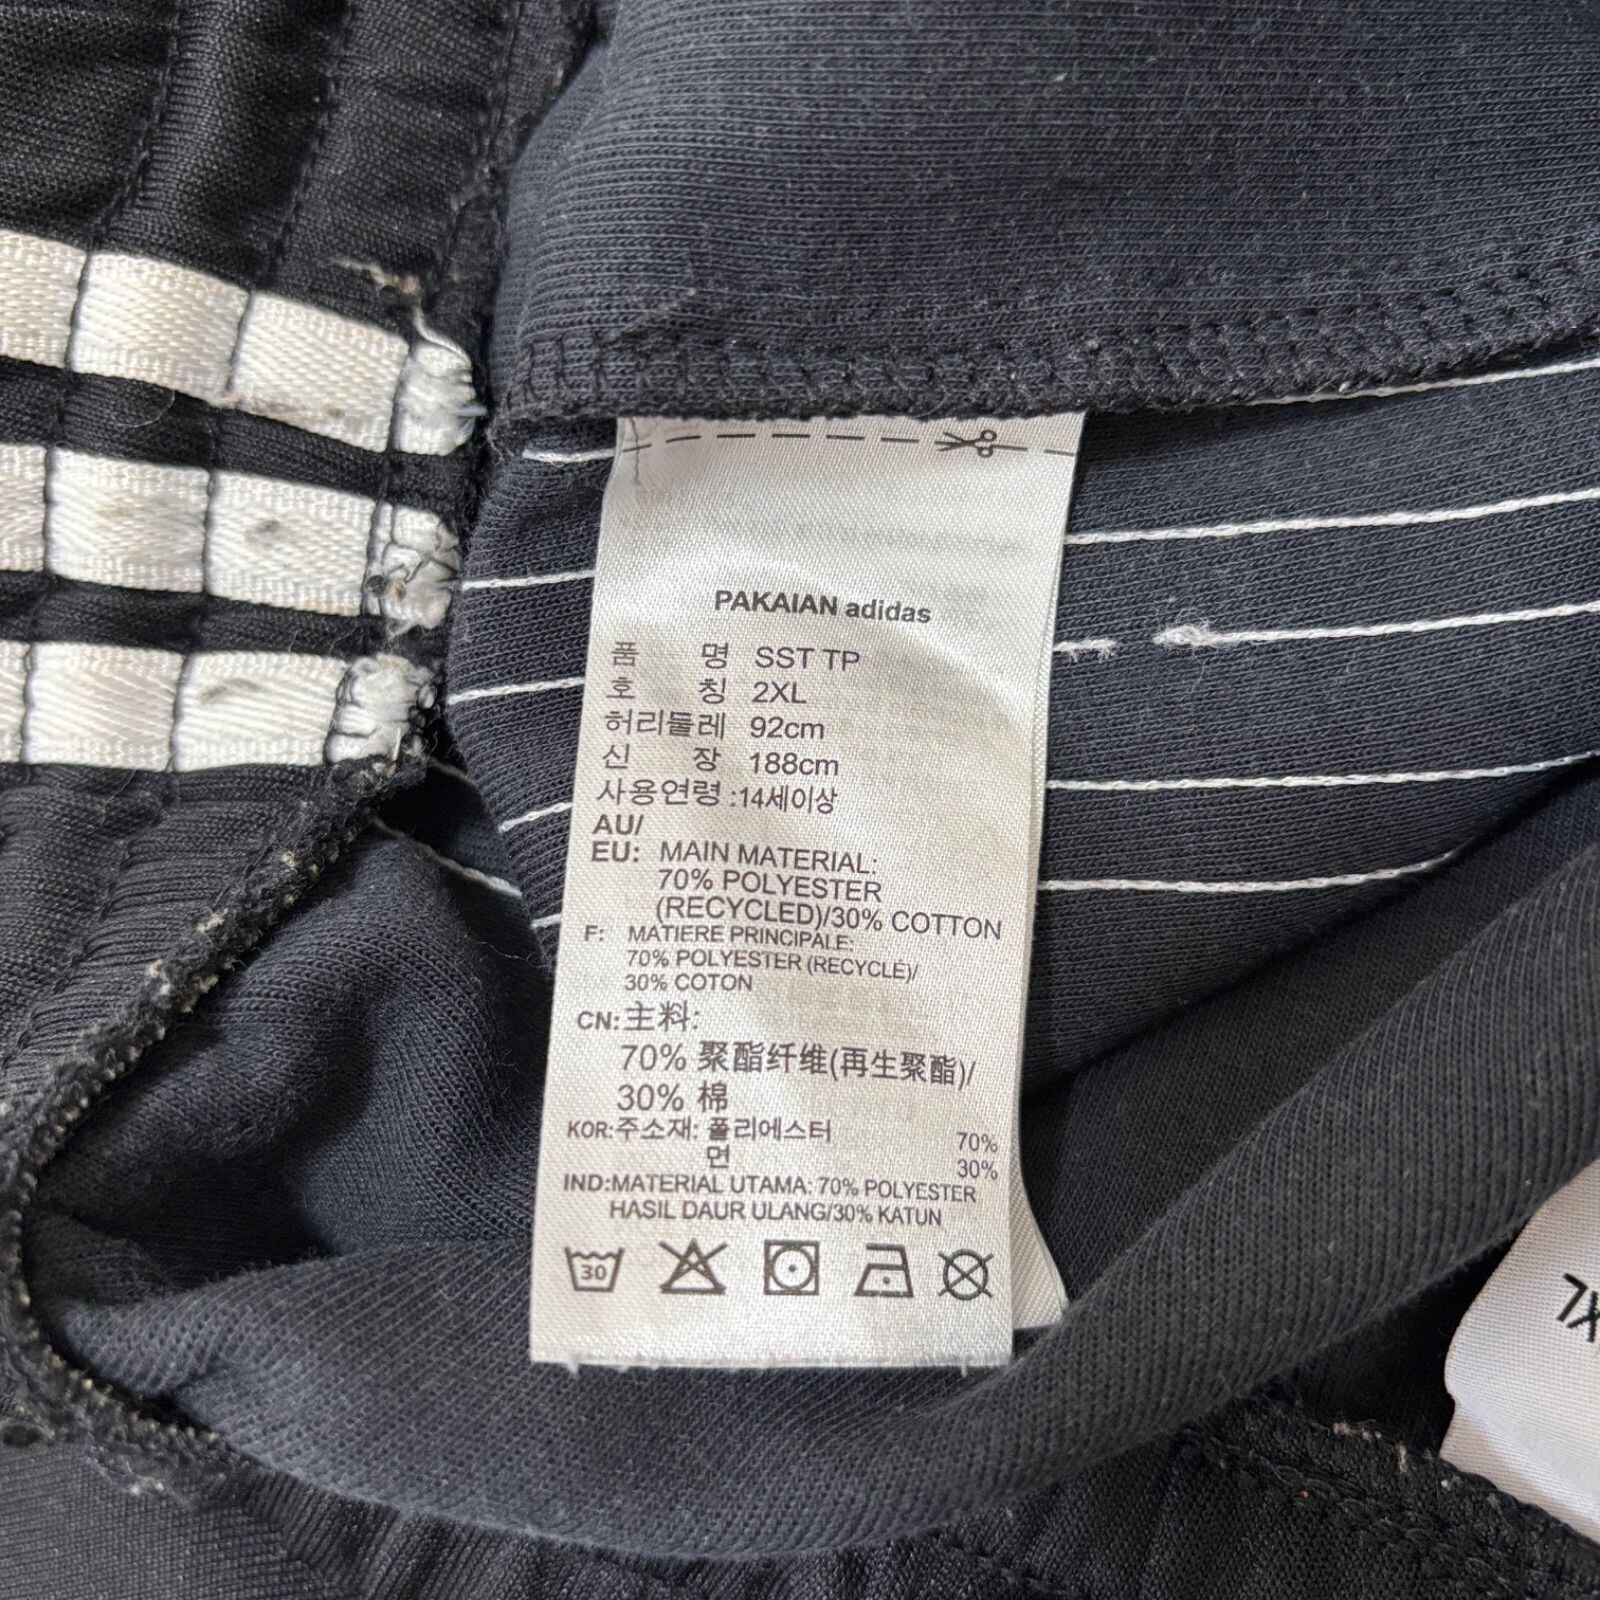 PAKAIAN adidas
품 명 SST TP
호 칭 2XL
허리둘레 92cm
신 장 188cm
사용연령 :14세이상
AU/
EU: MAIN MATERIAL:
70% POLYESTER
(RECYCLED)/30% COTTON
F: MATIERE PRINCIPALE:
70% POLYESTER (RECYCLÉ)/
30% COTON
CN:主料:
70% 聚酯纤维(再生聚酯)/
30% 棉
KOR:주소재: 폴리에스터 70%
면 30%
IND:MATERIAL UTAMA: 70% POLYESTER
HASIL DAUR ULANG/30% KATUN
30